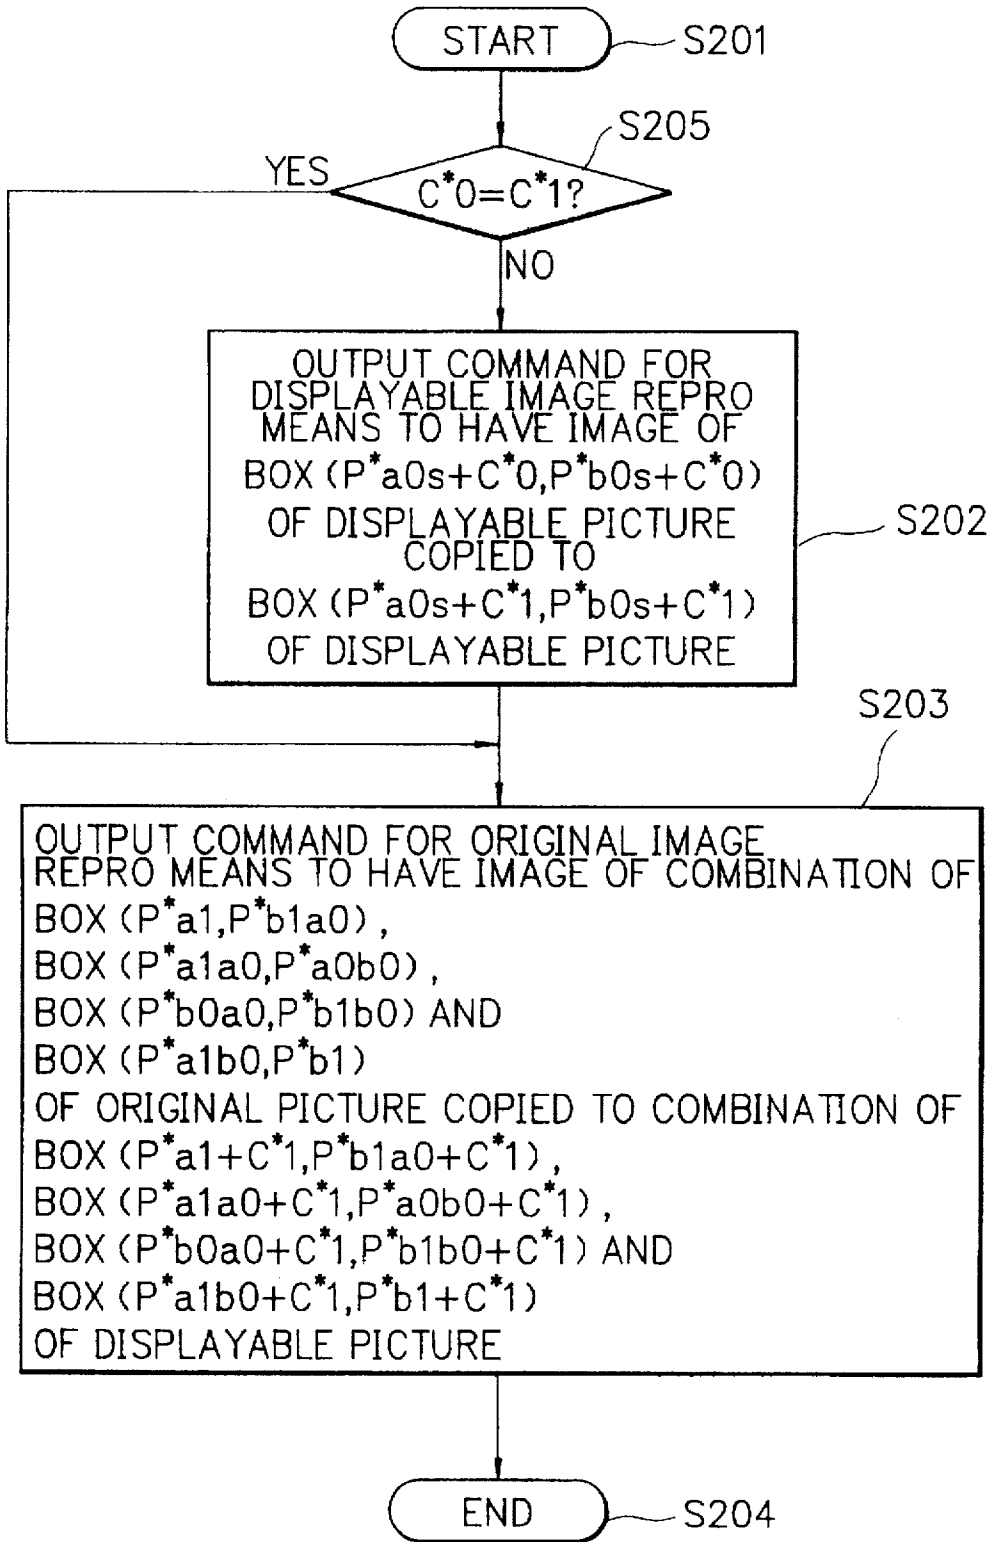 START
S201
S205
YES
C*0=C*1?
NO
OUTPUT COMMAND FOR
DISPLAYABLE IMAGE REPRO
MEANS TO HAVE IMAGE OF
BOX (P*a0s+C*0,P*b0s+C*0)
OF DISPLAYABLE PICTURE
COPIED TO
BOX (P*a0s+C*1,P*b0s+C*1)
OF DISPLAYABLE PICTURE
S202
S203
OUTPUT COMMAND FOR ORIGINAL IMAGE
REPRO MEANS TO HAVE IMAGE OF COMBINATION OF
BOX (P*a1,P*b1a0),
BOX (P*a1a0,P*a0b0),
BOX (P*b0a0,P*b1b0) AND
BOX (P*a1b0,P*b1)
OF ORIGINAL PICTURE COPIED TO COMBINATION OF
BOX (P*a1+C*1,P*b1a0+C*1),
BOX (P*a1a0+C*1,P*a0b0+C*1),
BOX (P*b0a0+C*1,P*b1b0+C*1) AND
BOX (P*a1b0+C*1,P*b1+C*1)
OF DISPLAYABLE PICTURE
END
S204